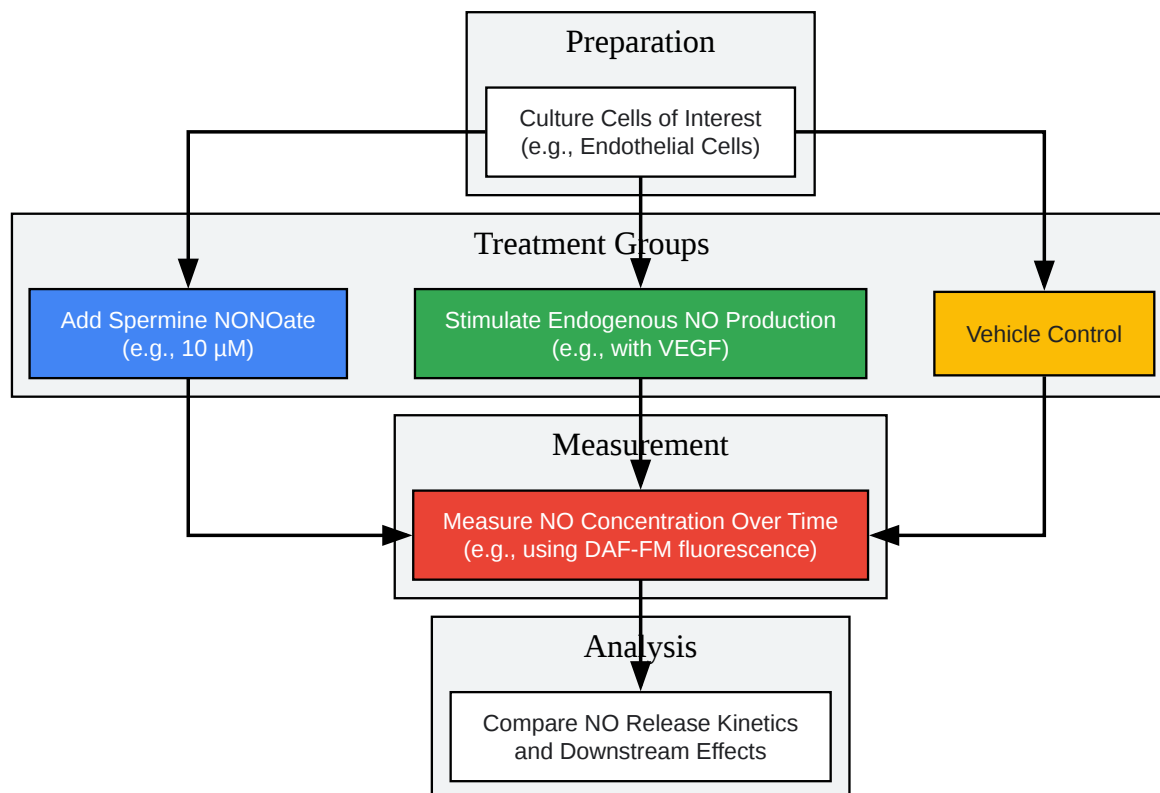 Preparation
Culture Cells of Interest
(e.g., Endothelial Cells)
Treatment Groups
Add Spermine NONOate
(e.g., 10 µM)
Stimulate Endogenous NO Production
(e.g., with VEGF)
Vehicle Control
Measurement
Measure NO Concentration Over Time
(e.g., using DAF-FM fluorescence)
Analysis
Compare NO Release Kinetics
and Downstream Effects